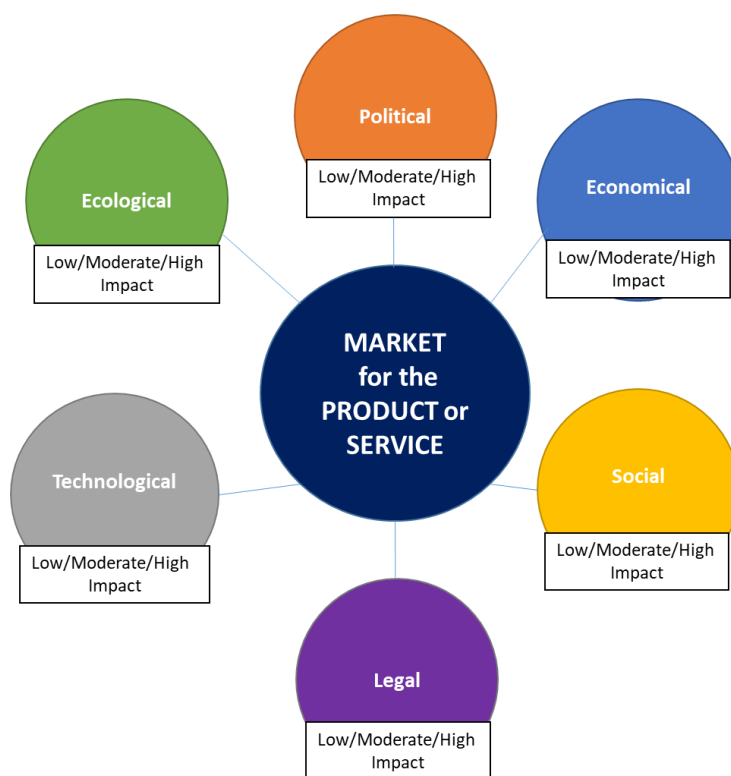 Political
Low/Moderate/High
Impact
Ecological
Low/Moderate/High
Impact
Economical
Low/Moderate/High
Impact
MARKET
for the
PRODUCT or
SERVICE
Technological
Low/Moderate/High
Impact
Social
Low/Moderate/High
Impact
Legal
Low/Moderate/High
Impact